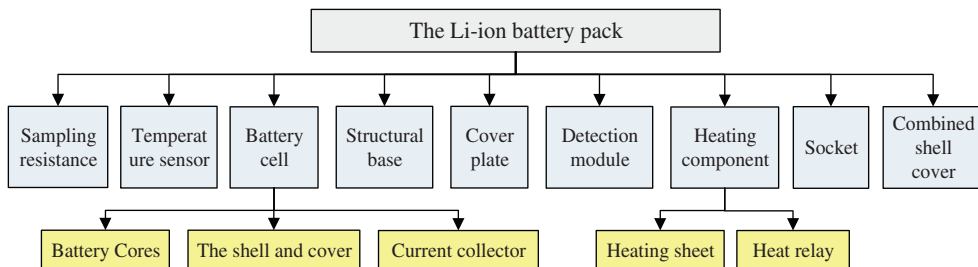 The Li-ion battery pack
Sampling
resistance
Temperat
ure sensor
Battery
cell
Structural
base
Cover
plate
Detection
module
Heating
component
Socket
Combined
shell
cover
Battery Cores
The shell and cover
Current collector
Heating sheet
Heat relay